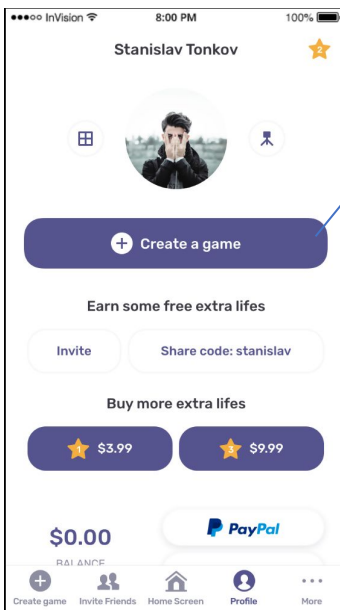 InVision 8:00 PM 100%
Stanislav Tonkov 2
Create a game
Earn some free extra lifes
Invite Share code: stanislav
Buy more extra lifes
1 $3.99 3 $9.99
$0.00 PayPal
BALANCE
Create game Invite Friends Home Screen Profile More